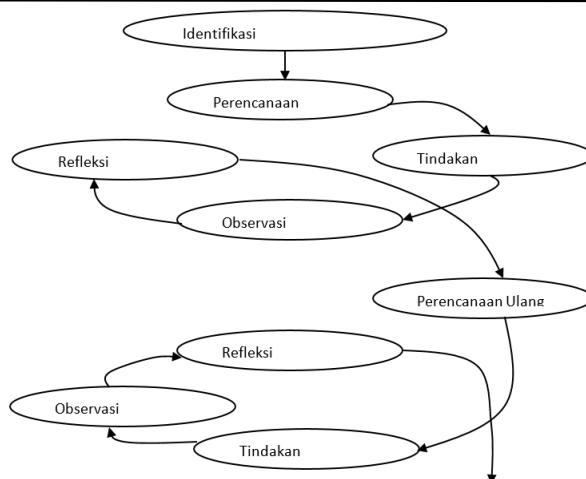 Identifikasi
Perencanaan
Tindakan
Refleksi
Observasi
Perencanaan Ulang
Refleksi
Observasi
Tindakan